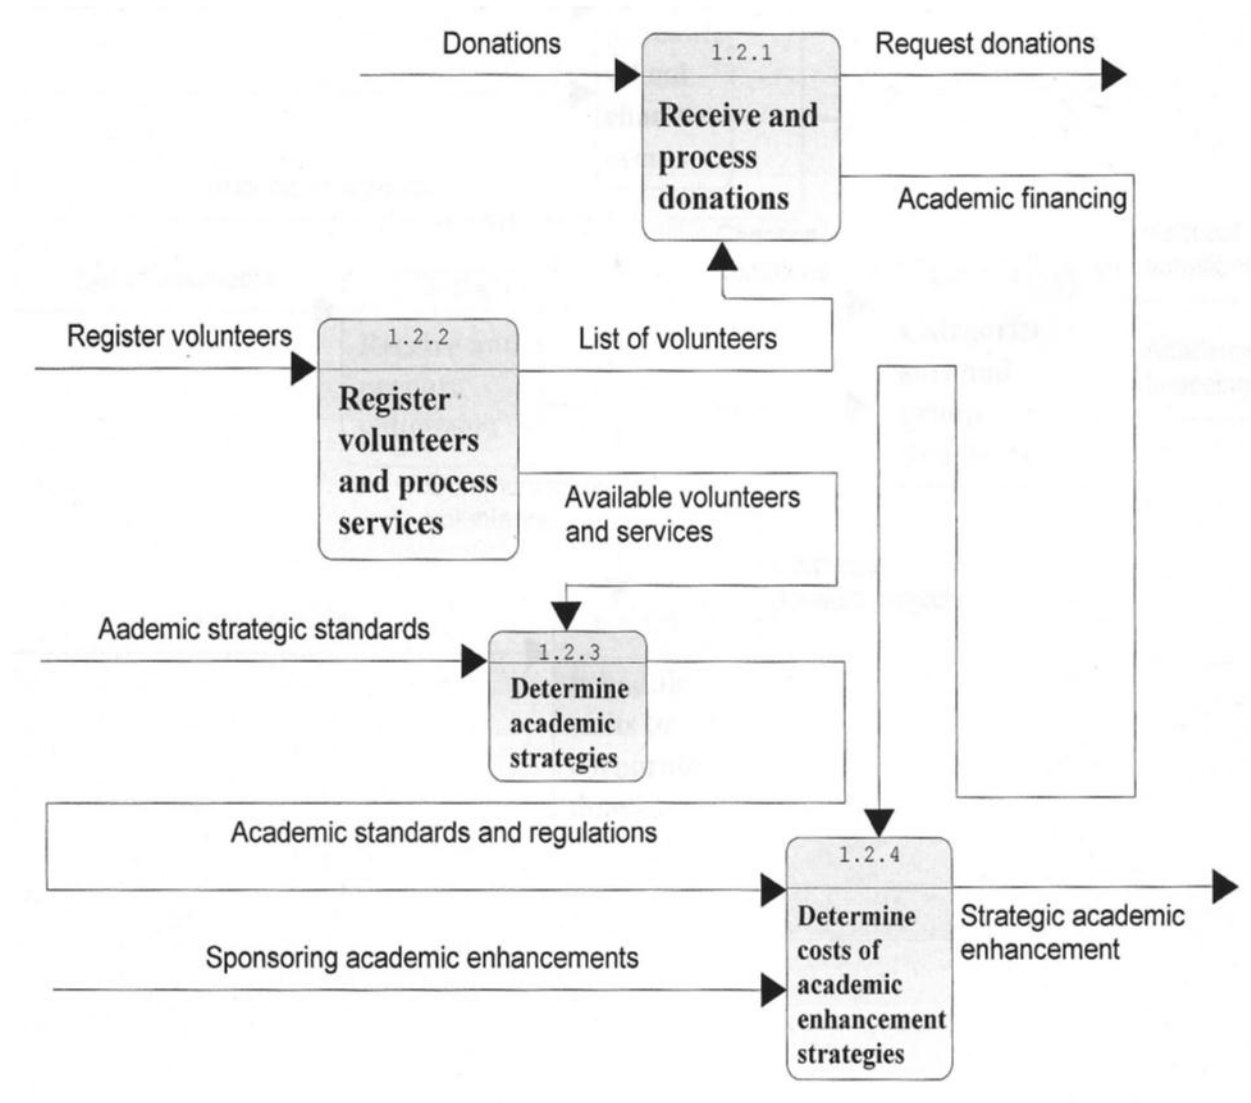 Donations
1.2.1
Request donations
Receive and
process
donations
Academic financing
Register volunteers
1.2.2
List of volunteers
Register
volunteers
and process
services
Available volunteers
and services
Aademic strategic standards
1.2.3
Determine
academic
strategies
Academic standards and regulations
1.2.4
Sponsoring academic enhancements
Determine
costs of
academic
enhancement
strategies
Strategic academic
enhancement